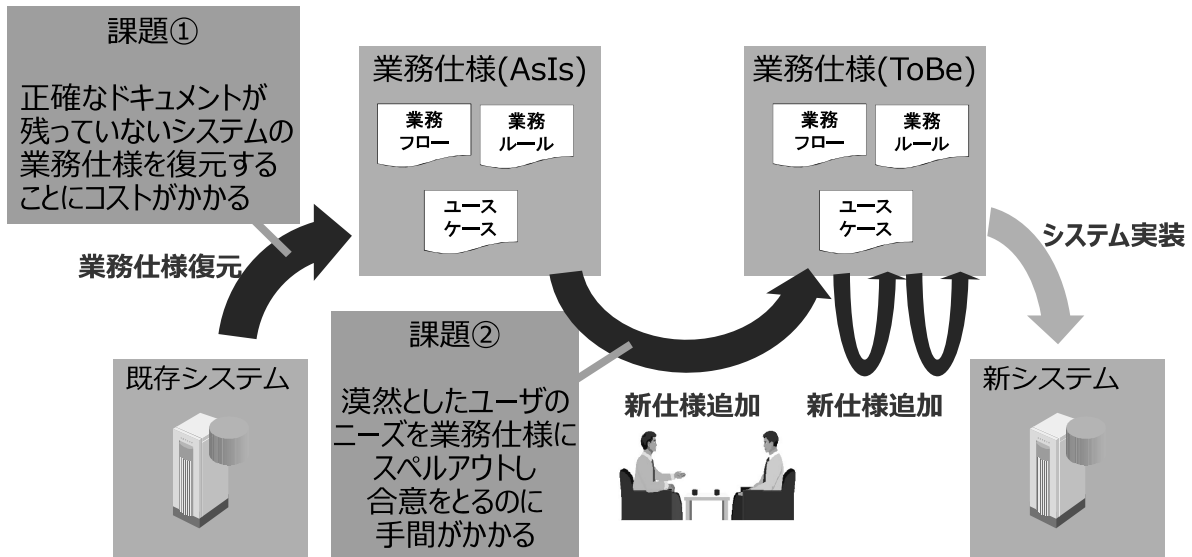 課題①
正確なドキュメントが
残っていないシステムの
業務仕様を復元する
ことにコストがかかる
業務仕様(AsIs)
業務
フロー
業務
ルール
ユース
ケース
業務仕様(ToBe)
業務
フロー
業務
ルール
ユース
ケース
業務仕様復元
システム実装
既存システム
課題②
漠然としたユーザの
ニーズを業務仕様に
スペルアウトし
合意をとるのに
手間がかかる
新仕様追加
新仕様追加
新システム